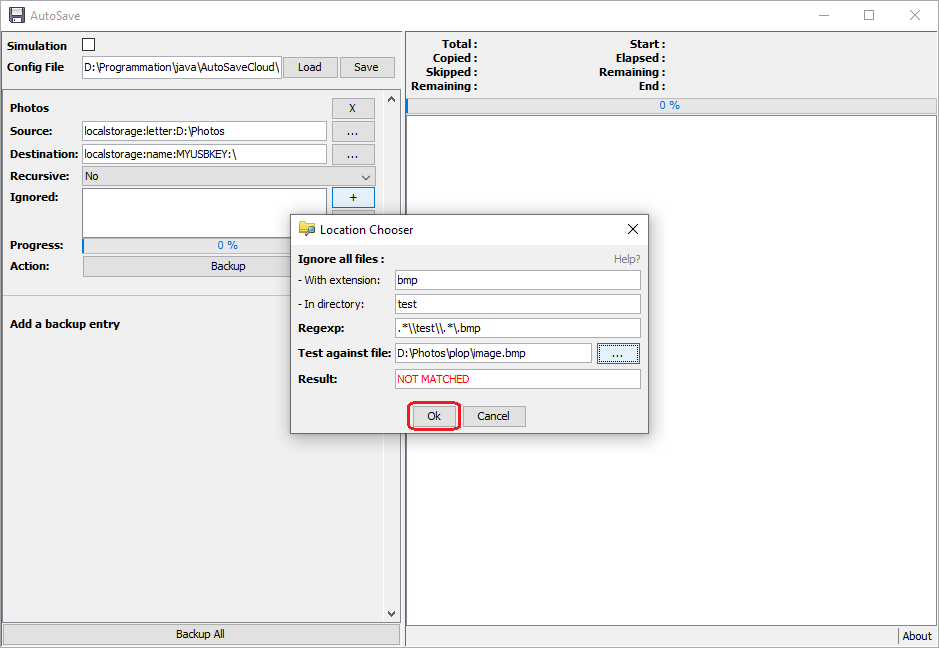 AutoSave
Simulation
Config File D:\Programmation\java\AutoSaveCloud\ Load Save
Photos X
Source: localstorage:letter:D:\Photos ...
Destination: localstorage:name:MYUSBKEY:\ ...
Recursive: No
Ignored: +
Progress: 0 %
Action: Backup
Add a backup entry
Backup All
Total : Start :
Copied : Elapsed :
Skipped : Remaining :
Remaining : End :
0 %
Location Chooser
Ignore all files : Help?
- With extension: bmp
- In directory: test
Regexp: .*\\test\\.*\.bmp
Test against file: D:\Photos\plop\image.bmp ...
Result: NOT MATCHED
Ok Cancel
About